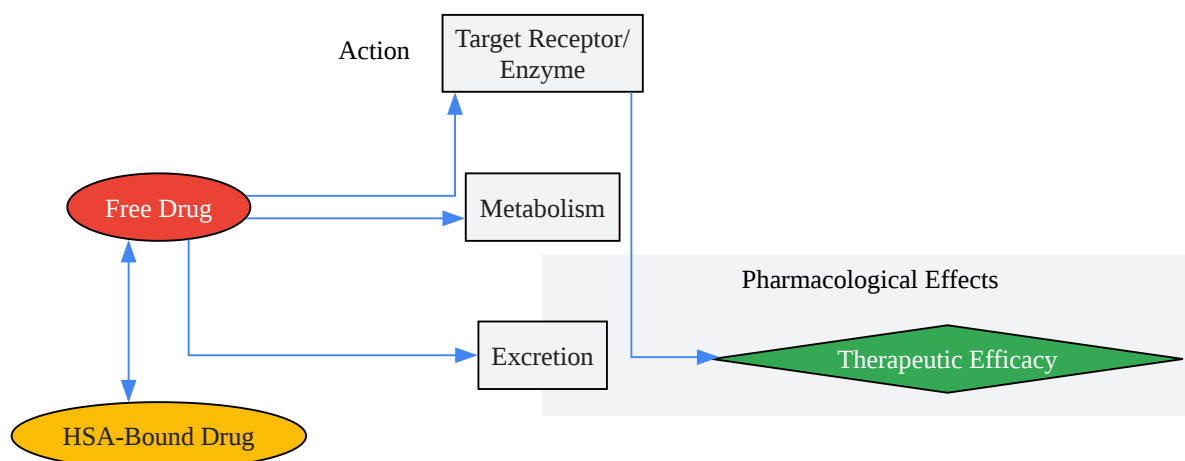 Action
Target Receptor/
Enzyme
Free Drug
Metabolism
Pharmacological Effects
Excretion
Therapeutic Efficacy
HSA-Bound Drug